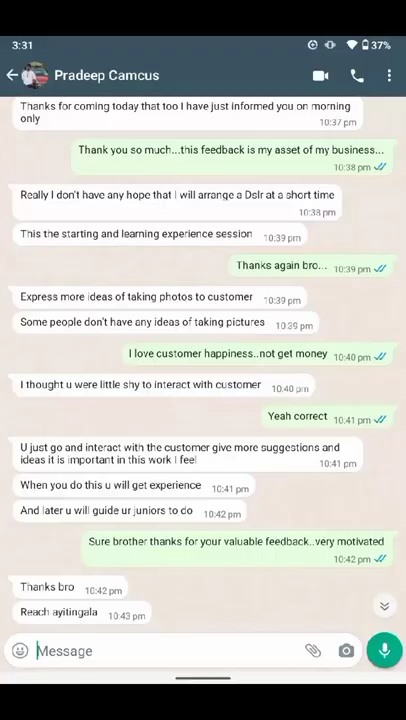 3:31
37%
Pradeep Camcus
Thanks for coming today that too I have just informed you on morning
only
10:37 pm
Thank you so much...this feedback is my asset of my business...
10:38 pm
Really I don't have any hope that I will arrange a Dslr at a short time
10:38 pm
This the starting and learning experience session 10:39 pm
Thanks again bro... 10:39 pm
Express more ideas of taking photos to customer 10:39 pm
Some people don't have any ideas of taking pictures 10:39 pm
I love customer happiness..not get money 10:40 pm
I thought u were little shy to interact with customer 10:40 pm
Yeah correct 10:41 pm
U just go and interact with the customer give more suggestions and
ideas it is important in this work I feel
10:41 pm
When you do this u will get experience 10:41 pm
And later u will guide ur juniors to do 10:42 pm
Sure brother thanks for your valuable feedback..very motivated
10:42 pm
Thanks bro 10:42 pm
Reach ayitingala 10:43 pm
Message